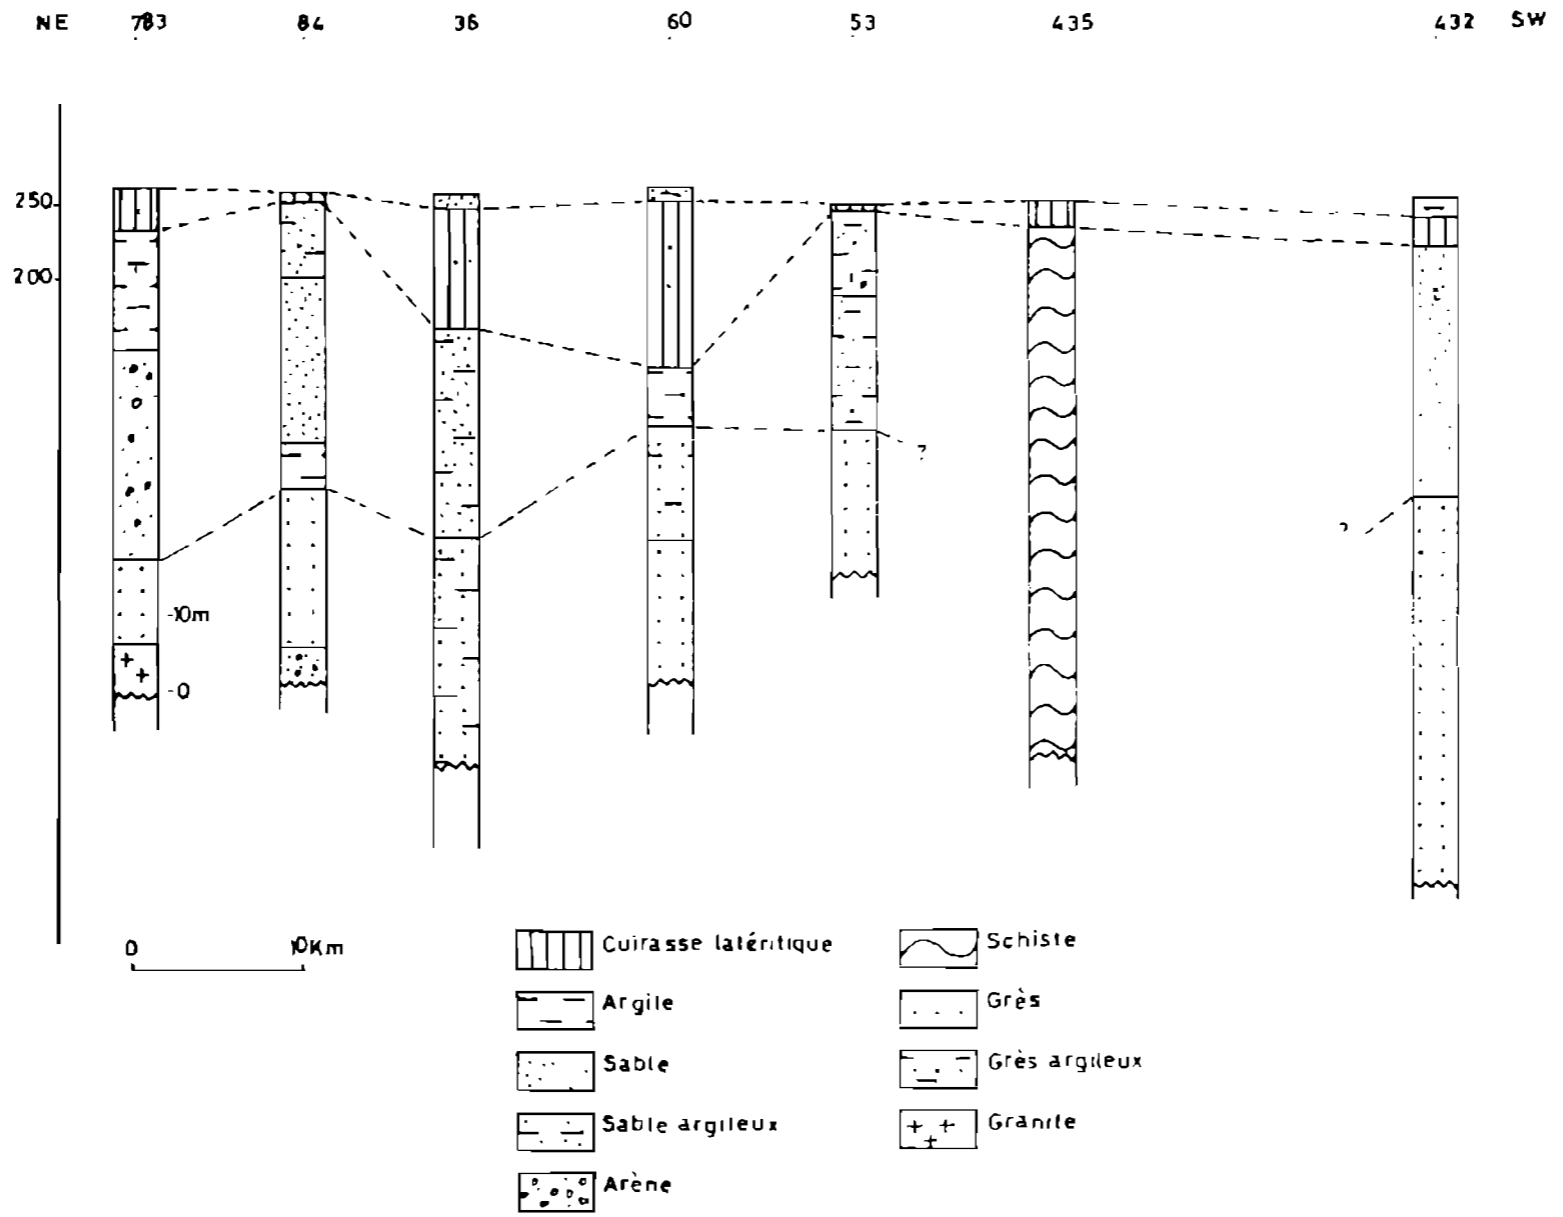 NE 783 84 36 60 53 435 432 SW
250
200
?
?
-10m
-0
0 10Km
Cuirasse latéritique
Argile
Sable
Sable argileux
Arène
Schiste
Grès
Grès argileux
Granite